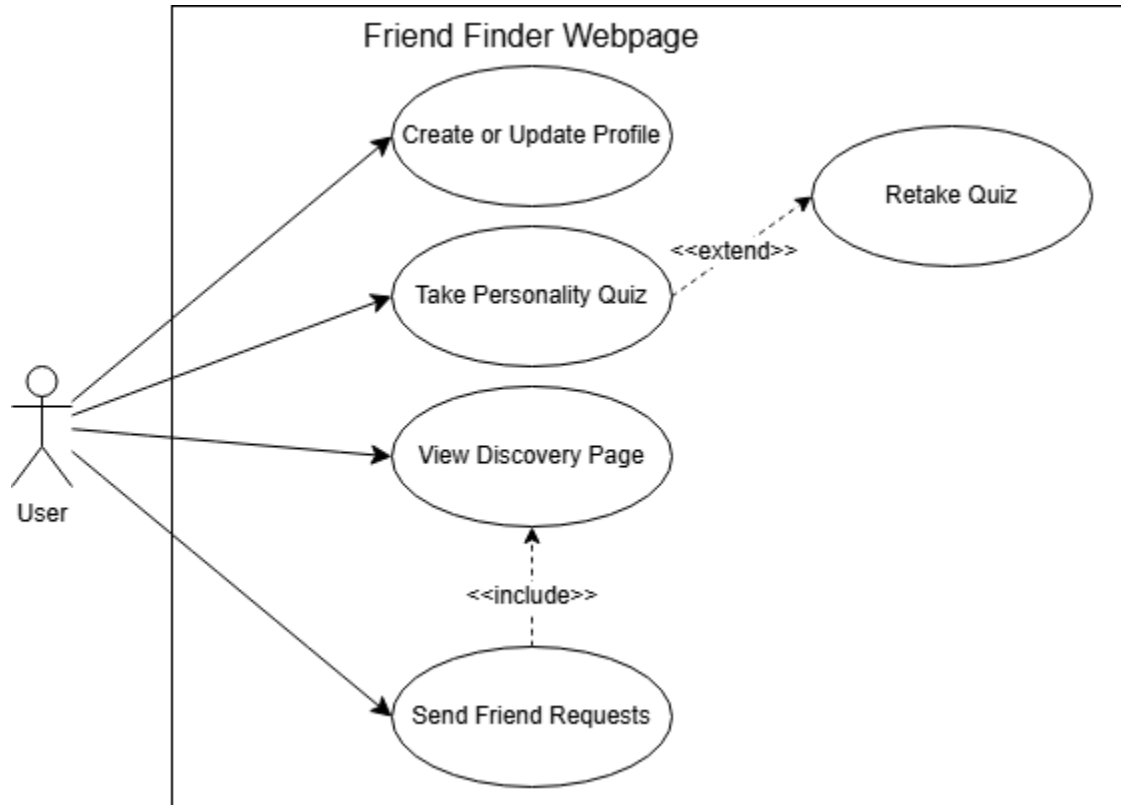 Friend Finder Webpage
Create or Update Profile
Retake Quiz
<<extend>>
Take Personality Quiz
View Discovery Page
User
<<include>>
Send Friend Requests